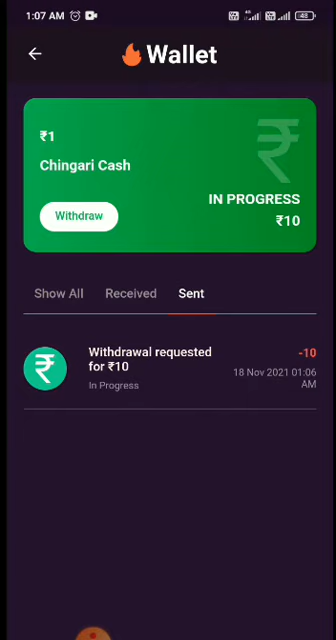 1:07 AM
48
Wallet
₹1
Chingari Cash
Withdraw
₹
IN PROGRESS
₹10
Show All Received Sent
₹
Withdrawal requested
for ₹10
In Progress
-10
18 Nov 2021 01:06
AM